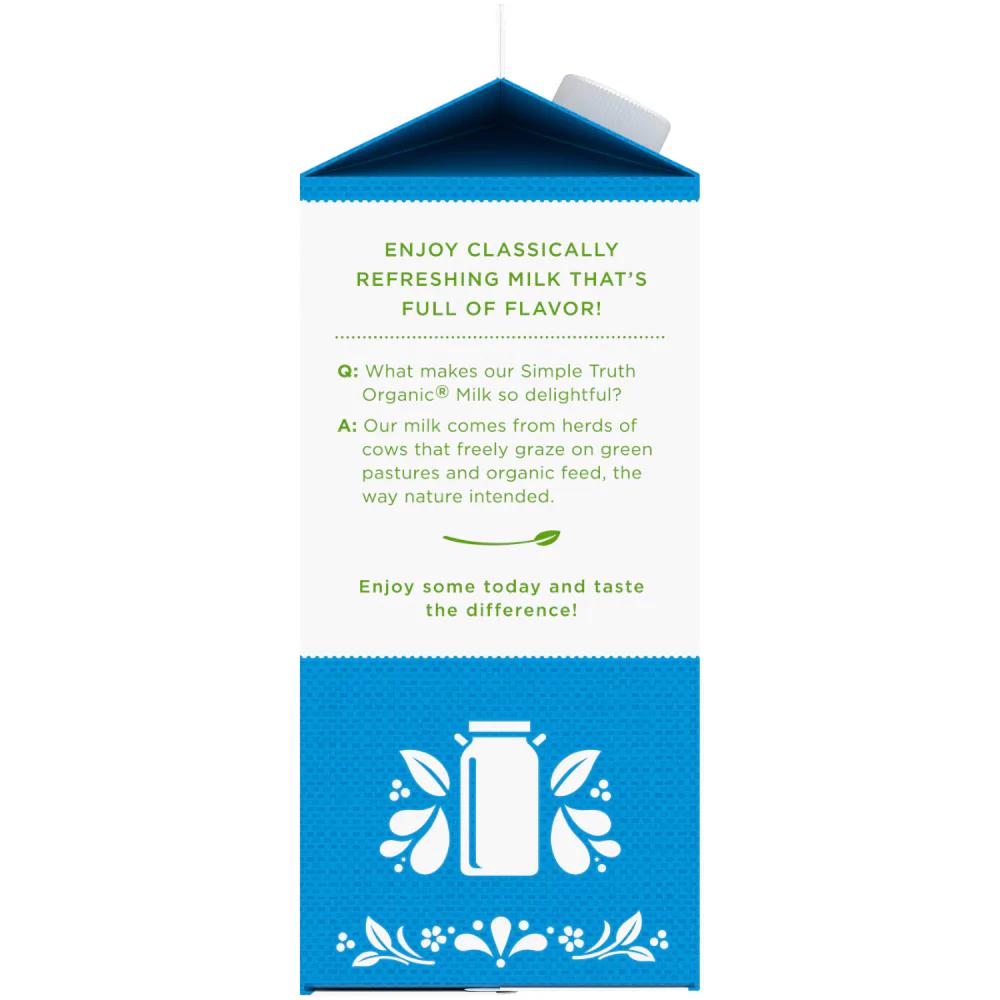 ENJOY CLASSICALLY
REFRESHING MILK THAT'S
FULL OF FLAVOR!
Q: What makes our Simple Truth
Organic® Milk so delightful?
A: Our milk comes from herds of
cows that freely graze on green
pastures and organic feed, the
way nature intended.
Enjoy some today and taste
the difference!